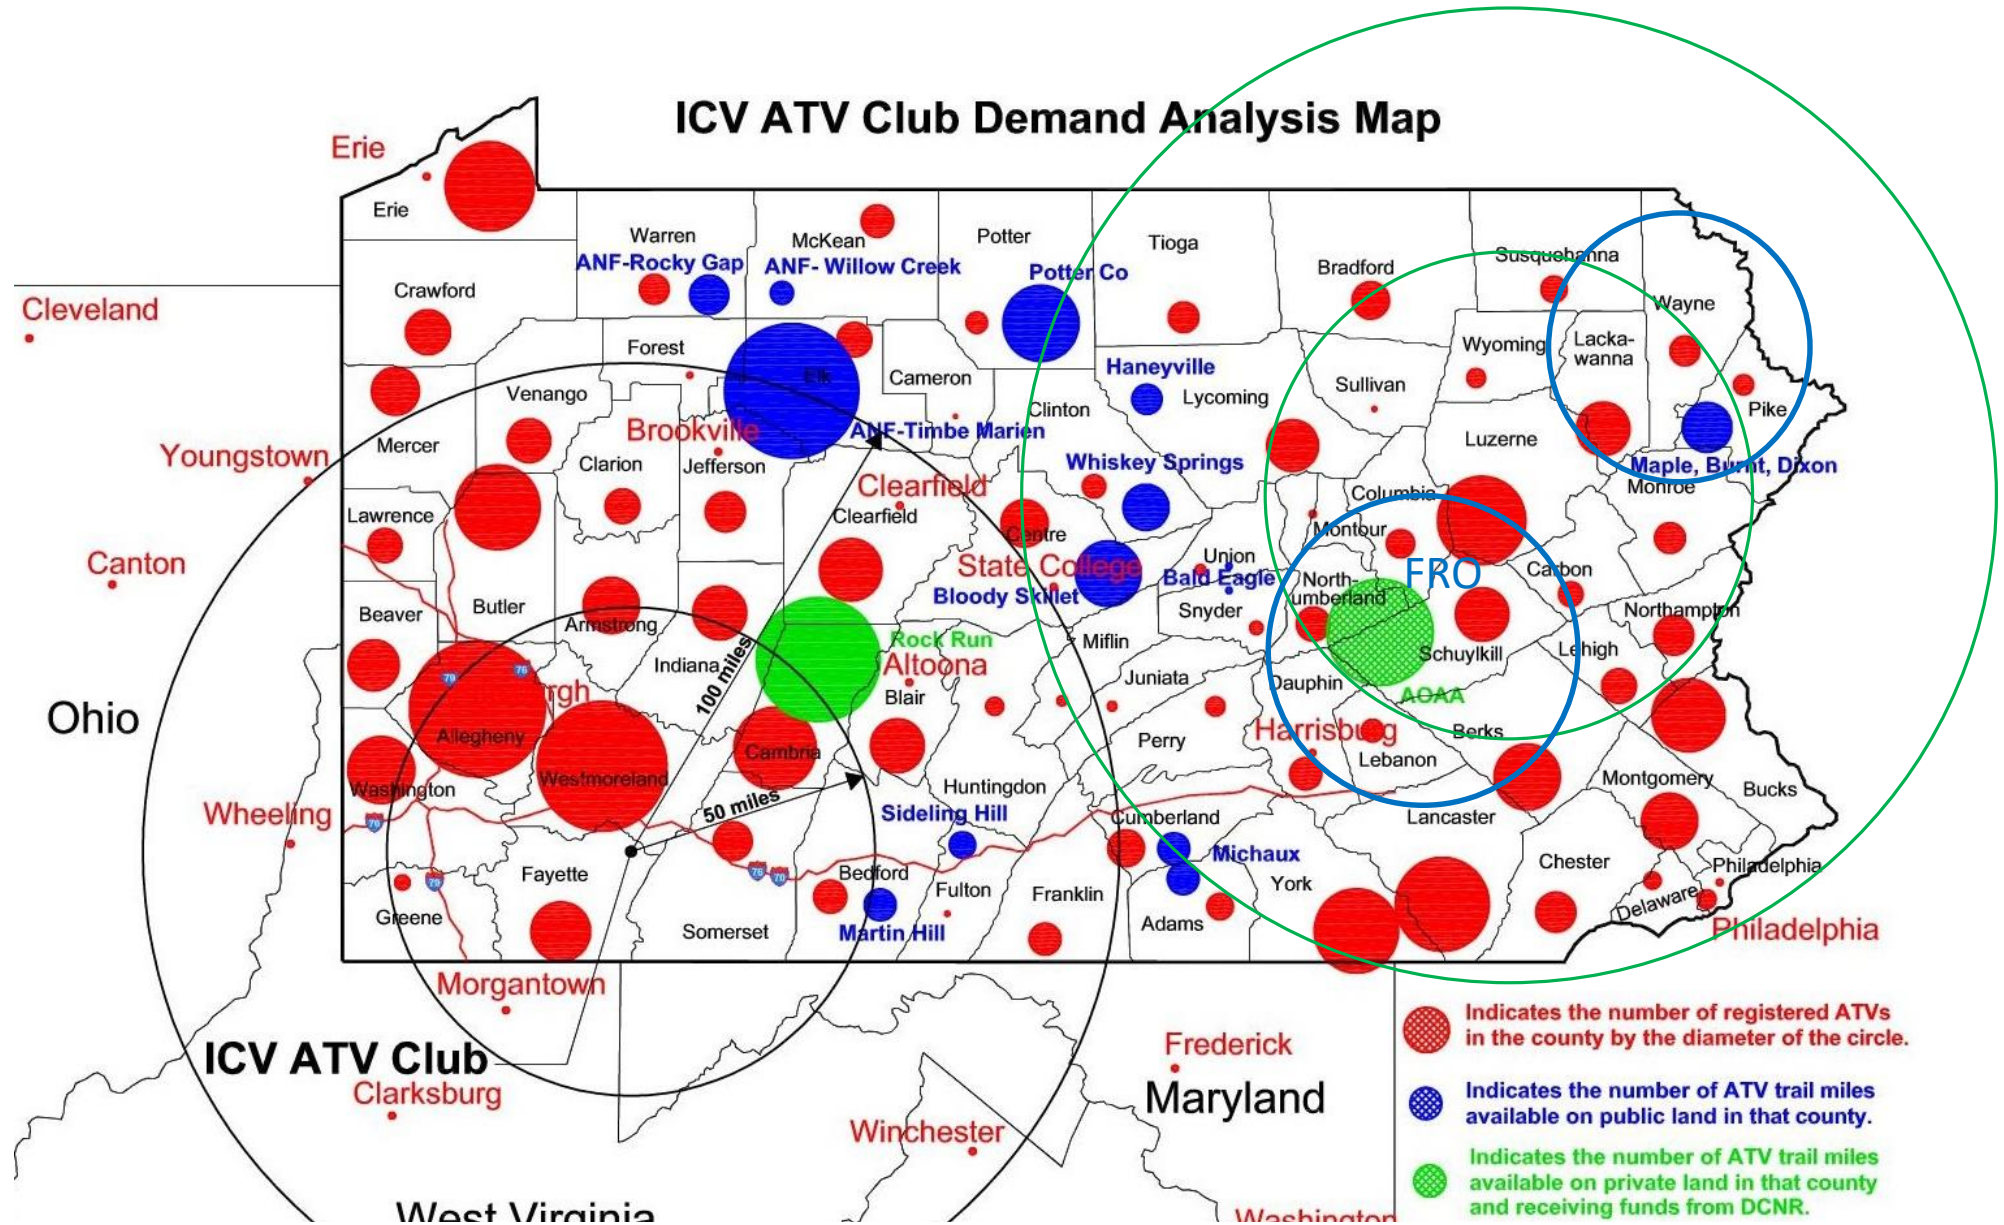 ICV ATV Club Demand Analysis Map
Erie
Erie
Warren
ANF-Rocky Gap
McKean
ANF- Willow Creek
Potter
Potter Co
Tioga
Bradford
Susquehanna
Wayne
Crawford
Cleveland
Forest
Elk
Cameron
Haneyville
Lycoming
Sullivan
Wyoming
Lacka-
wanna
Pike
Venango
Clinton
Mercer
Brookville
ANF-Timbe Marien
Luzerne
Youngstown
Clarion
Jefferson
Whiskey Springs
Maple, Burnt, Dixon
Monroe
Clearfield
Clearfield
Columbia
Lawrence
Centre
Montour
Canton
State College
Union
Bald Eagle
FRO
Carbon
Bloody Skillet
North-
umberland
Beaver
Butler
Armstrong
Snyder
Northampton
Rock Run
Miflin
Indiana
Altoona
Schuylkill
Lehigh
79
76
rgh
100 miles
Blair
Juniata
Dauphin
AOAA
Ohio
Allegheny
Cambria
Perry
Harrisburg
Berks
Westmoreland
Lebanon
Washington
Huntingdon
Montgomery
Bucks
50 miles
Wheeling
Sideling Hill
Cumberland
Lancaster
70
Michaux
Chester
Philadelphia
Fayette
76
70
Bedford
79
Fulton
Franklin
York
Delaware
Greene
Somerset
Martin Hill
Adams
Philadelphia
Morgantown
Indicates the number of registered ATVs
in the county by the diameter of the circle.
ICV ATV Club
Frederick
Clarksburg
Maryland
Indicates the number of ATV trail miles
available on public land in that county.
Winchester
Indicates the number of ATV trail miles
available on private land in that county
and receiving funds from DCNR.
West Virginia
Washington